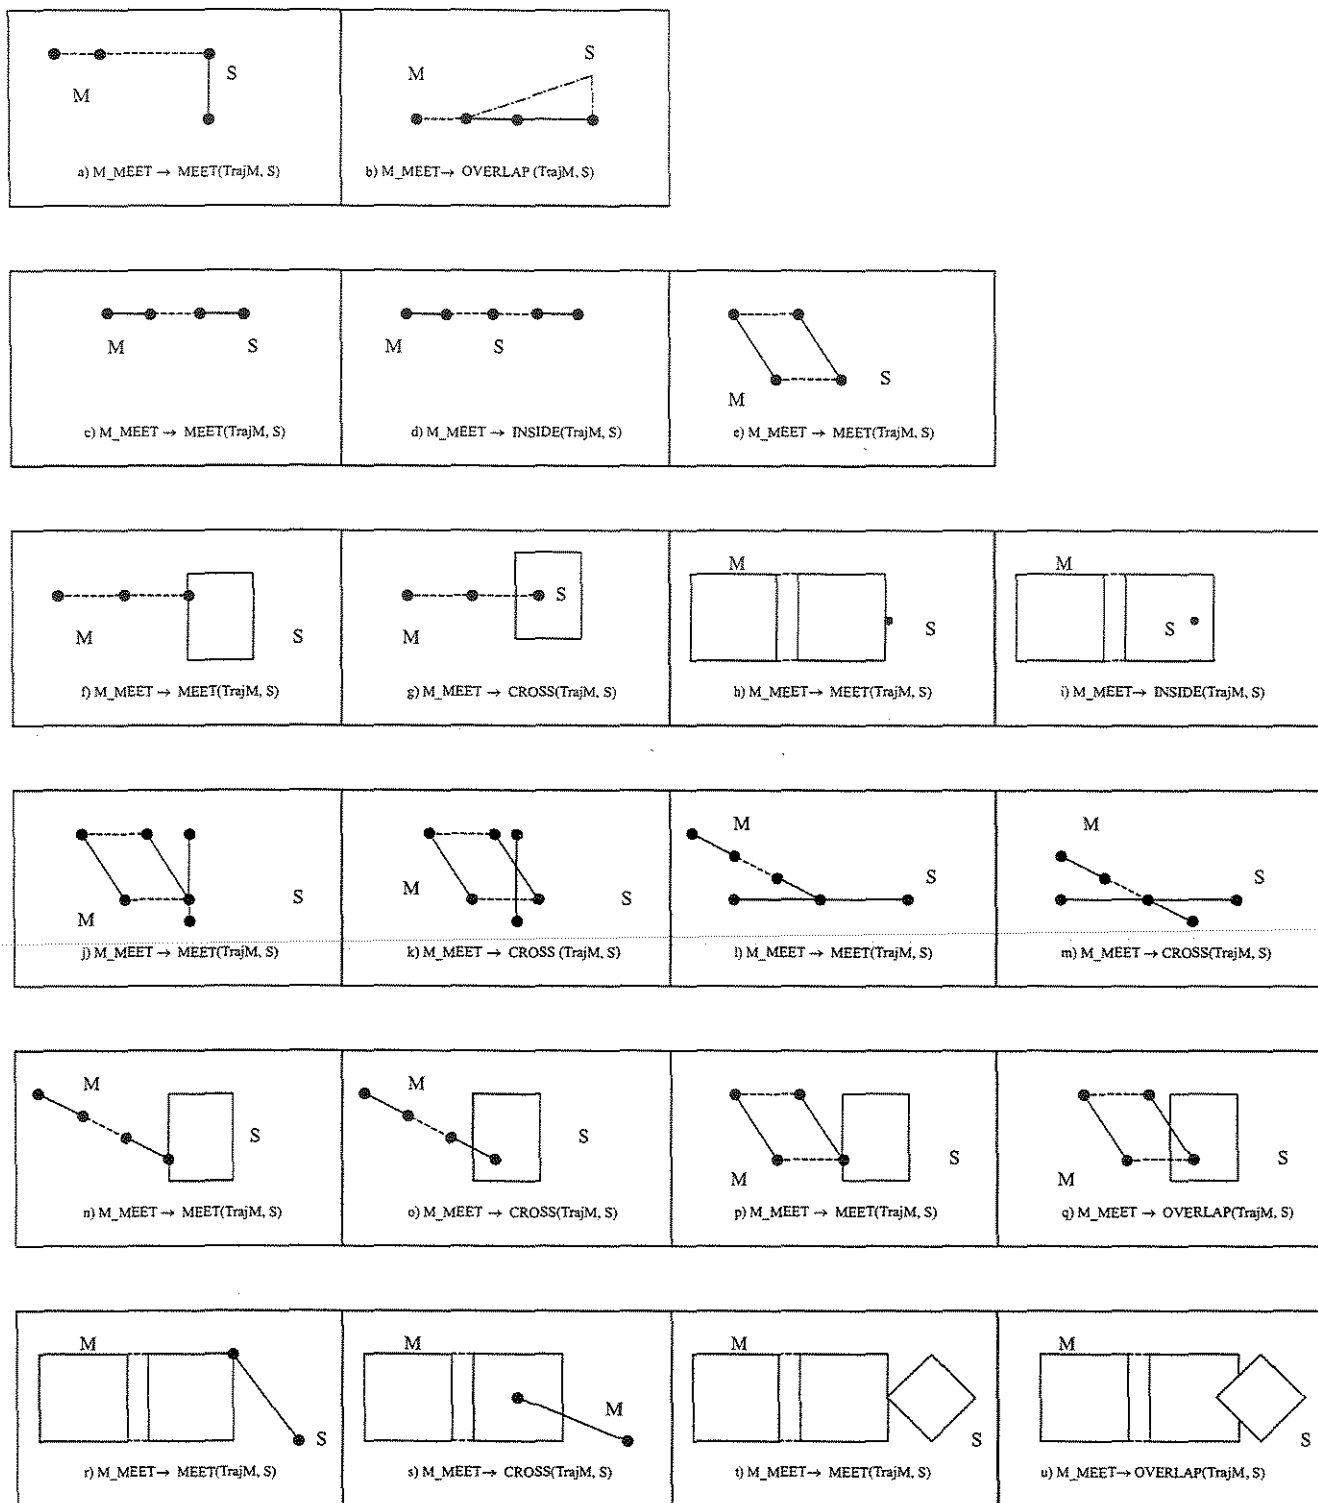 S
M
a) M_MEET → MEET(TrajM, S)
S
M
b) M_MEET → OVERLAP (TrajM, S)
M
S
c) M_MEET → MEET(TrajM, S)
M
S
d) M_MEET → INSIDE(TrajM, S)
S
M
e) M_MEET → MEET(TrajM, S)
M
S
f) M_MEET → MEET(TrajM, S)
S
M
g) M_MEET → CROSS(TrajM, S)
M
S
h) M_MEET → MEET(TrajM, S)
M
S
i) M_MEET → INSIDE(TrajM, S)
S
M
j) M_MEET → MEET(TrajM, S)
M
S
k) M_MEET → CROSS (TrajM, S)
M
S
l) M_MEET → MEET(TrajM, S)
M
S
m) M_MEET → CROSS(TrajM, S)
M
S
n) M_MEET → MEET(TrajM, S)
M
S
o) M_MEET → CROSS(TrajM, S)
S
M
p) M_MEET → MEET(TrajM, S)
S
M
q) M_MEET → OVERLAP(TrajM, S)
M
S
r) M_MEET → MEET(TrajM, S)
M
M
s) M_MEET → CROSS(TrajM, S)
M
S
t) M_MEET → MEET(TrajM, S)
M
S
u) M_MEET → OVERLAP(TrajM, S)